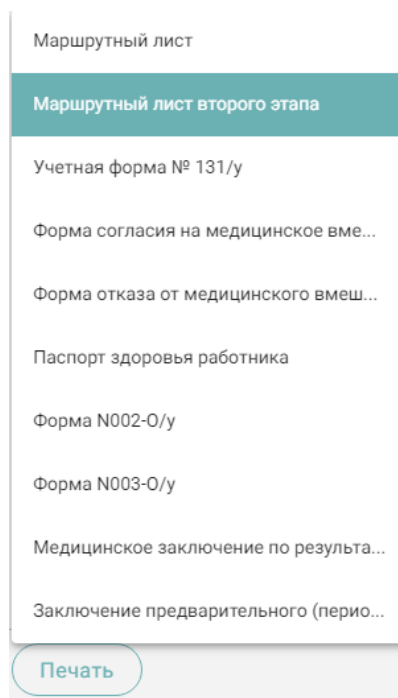 Маршрутный лист
Маршрутный лист второго этапа
Учетная форма № 131/у
Форма согласия на медицинское вме...
Форма отказа от медицинского вмеш...
Паспорт здоровья работника
Форма N002-О/у
Форма N003-О/у
Медицинское заключение по результа...
Заключение предварительного (перио...
Печать